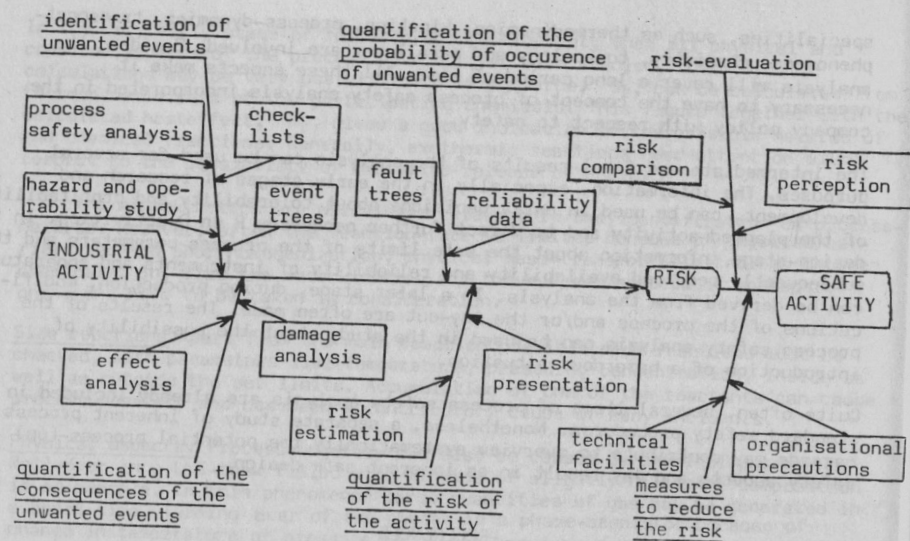 identification of
unwanted events
quantification of the
probability of occurence
of unwanted events
risk-evaluation
process
safety analysis
check-
lists
hazard and ope-
rability study
event
trees
fault
trees
reliability
data
risk
comparison
risk
perception
INDUSTRIAL
ACTIVITY
RISK
SAFE
ACTIVITY
effect
analysis
damage
analysis
risk
estimation
risk
presentation
technical
facilities
organisational
precautions
quantification of the
consequences of the
unwanted events
quantification
of the risk of
the activity
measures
to reduce
the risk